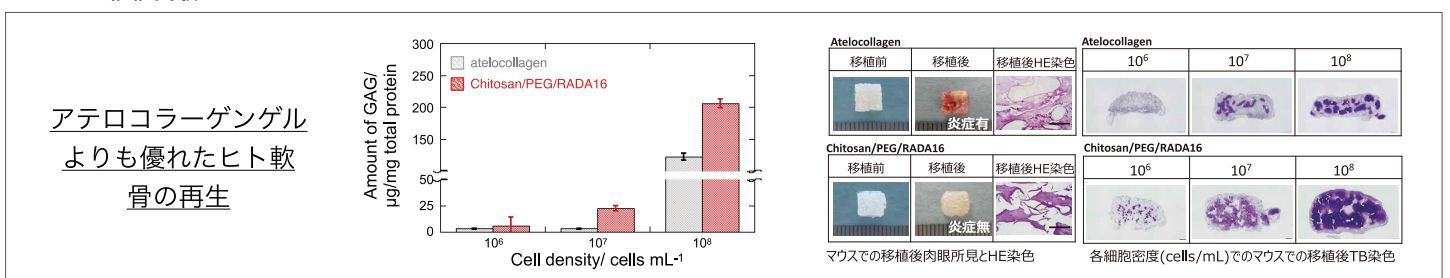 アテロコラーゲンゲル
よりも優れたヒト軟
骨の再生
Amount of GAG/
μg/mg total protein
300
250
200
150
50
25
0
atelocollagen
Chitosan/PEG/RADA16
10⁶
10⁷
10⁸
Cell density/ cells mL⁻¹
Atelocollagen
移植前 移植後 移植後HE染色
炎症有
Chitosan/PEG/RADA16
移植前 移植後 移植後HE染色
炎症無
マウスでの移植後肉眼所見とHE染色
Atelocollagen
10⁶ 10⁷ 10⁸
Chitosan/PEG/RADA16
10⁶ 10⁷ 10⁸
各細胞密度(cells/mL)でのマウスでの移植後TB染色